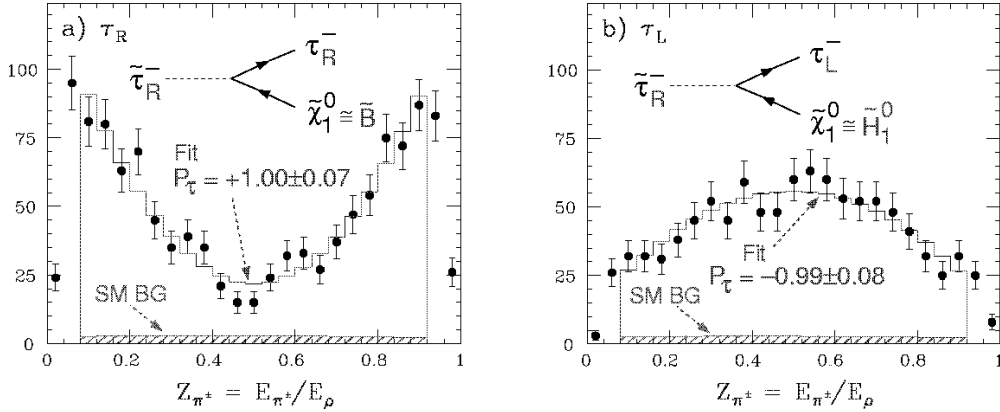 a) τ_R
τ̃_R^-
τ_R^-
χ̃_1^0 ≅ B̃
Fit
P_τ = +1.00±0.07
SM BG
100
75
50
25
0
0 0.2 0.4 0.6 0.8 1
Z_π± = E_π±/E_ρ
b) τ_L
τ̃_R^-
τ_L^-
χ̃_1^0 ≅ H̃_1^0
Fit
P_τ = −0.99±0.08
SM BG
100
75
50
25
0
0 0.2 0.4 0.6 0.8 1
Z_π± = E_π±/E_ρ